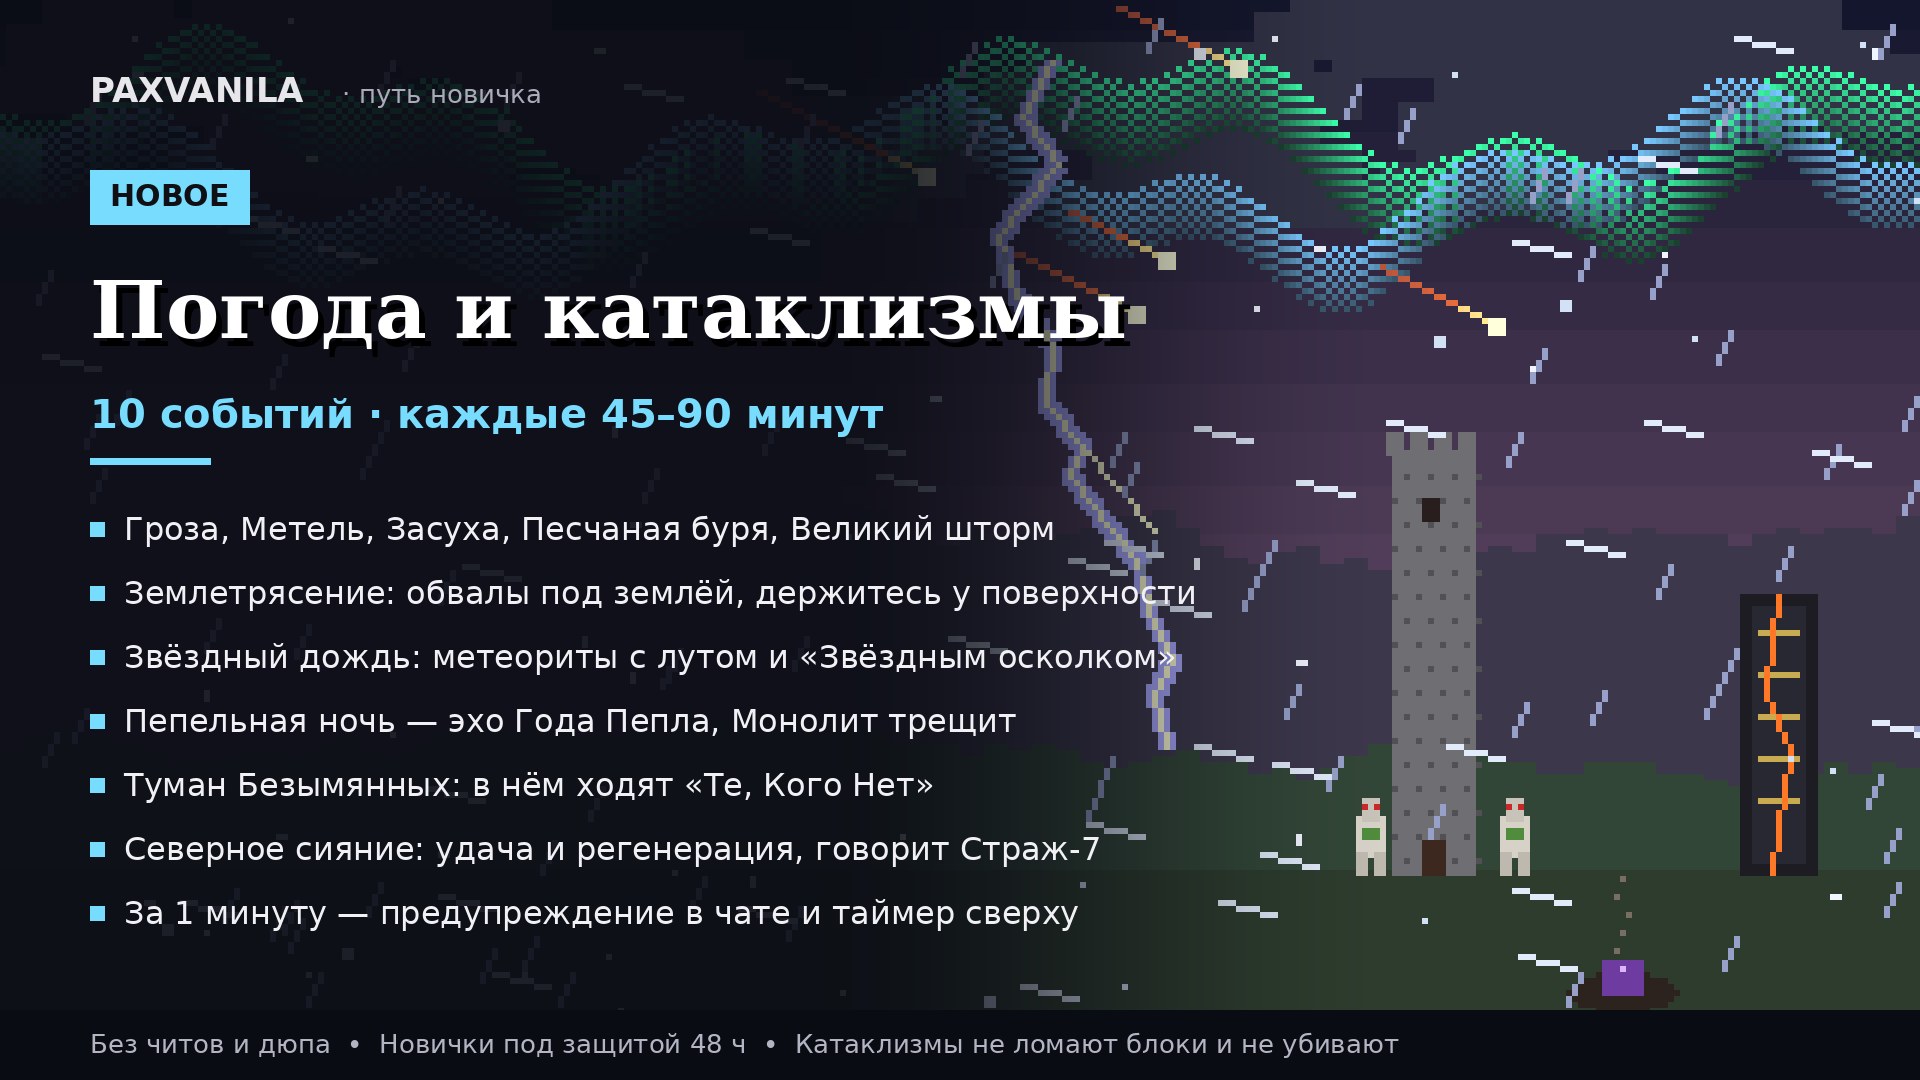 PAXVANILA · путь новичка
НОВОЕ
Погода и катаклизмы
10 событий · каждые 45–90 минут
Гроза, Метель, Засуха, Песчаная буря, Великий шторм
Землетрясение: обвалы под землёй, держитесь у поверхности
Звёздный дождь: метеориты с лутом и «Звёздным осколком»
Пепельная ночь — эхо Года Пепла, Монолит трещит
Туман Безымянных: в нём ходят «Те, Кого Нет»
Северное сияние: удача и регенерация, говорит Страж-7
За 1 минуту — предупреждение в чате и таймер сверху
Без читов и дюпа • Новички под защитой 48 ч • Катаклизмы не ломают блоки и не убивают